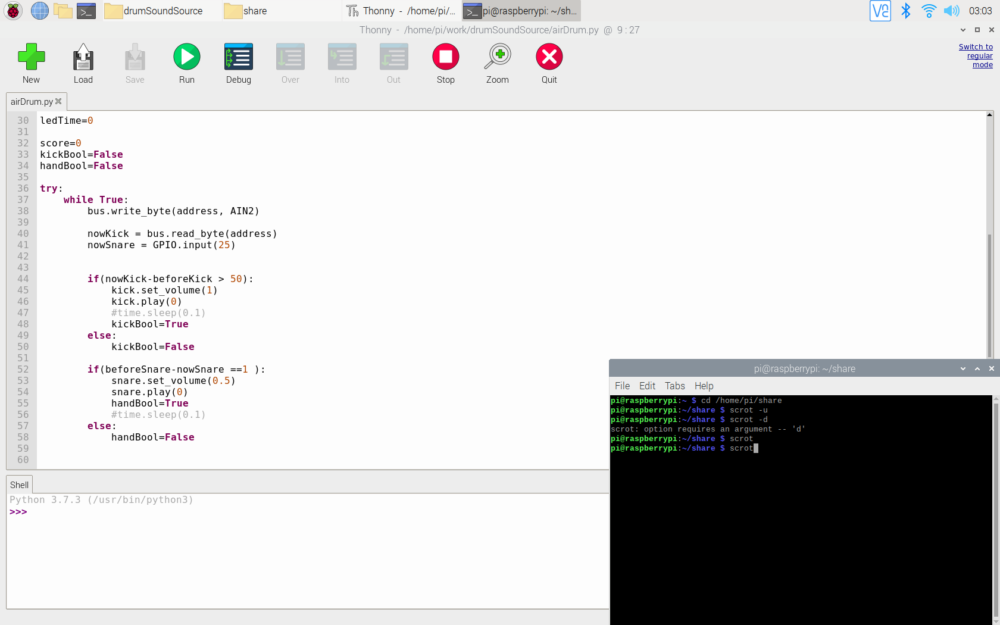 drumSoundSource
share
Thonny - /home/pi/...
pi@raspberrypi: ~/sh...
03:03
Thonny - /home/pi/work/drumSoundSource/airDrum.py @ 9 : 27
New
Load
Save
Run
Debug
Over
Into
Out
Stop
Zoom
Quit
Switch to
regular
mode
airDrum.py
30 ledTime=0
31
32 score=0
33 kickBool=False
34 handBool=False
35
36 try:
37     while True:
38         bus.write_byte(address, AIN2)
39
40         nowKick = bus.read_byte(address)
41         nowSnare = GPIO.input(25)
42
43
44         if(nowKick-beforeKick > 50):
45             kick.set_volume(1)
46             kick.play(0)
47             #time.sleep(0.1)
48             kickBool=True
49         else:
50             kickBool=False
51
52         if(beforeSnare-nowSnare ==1 ):
53             snare.set_volume(0.5)
54             snare.play(0)
55             handBool=True
56             #time.sleep(0.1)
57         else:
58             handBool=False
59
60
Shell
Python 3.7.3 (/usr/bin/python3)
>>>
pi@raspberrypi: ~/share
File Edit Tabs Help
pi@raspberrypi:~ $ cd /home/pi/share
pi@raspberrypi:~/share $ scrot -u
pi@raspberrypi:~/share $ scrot -d
scrot: option requires an argument -- 'd'
pi@raspberrypi:~/share $ scrot
pi@raspberrypi:~/share $ scrot